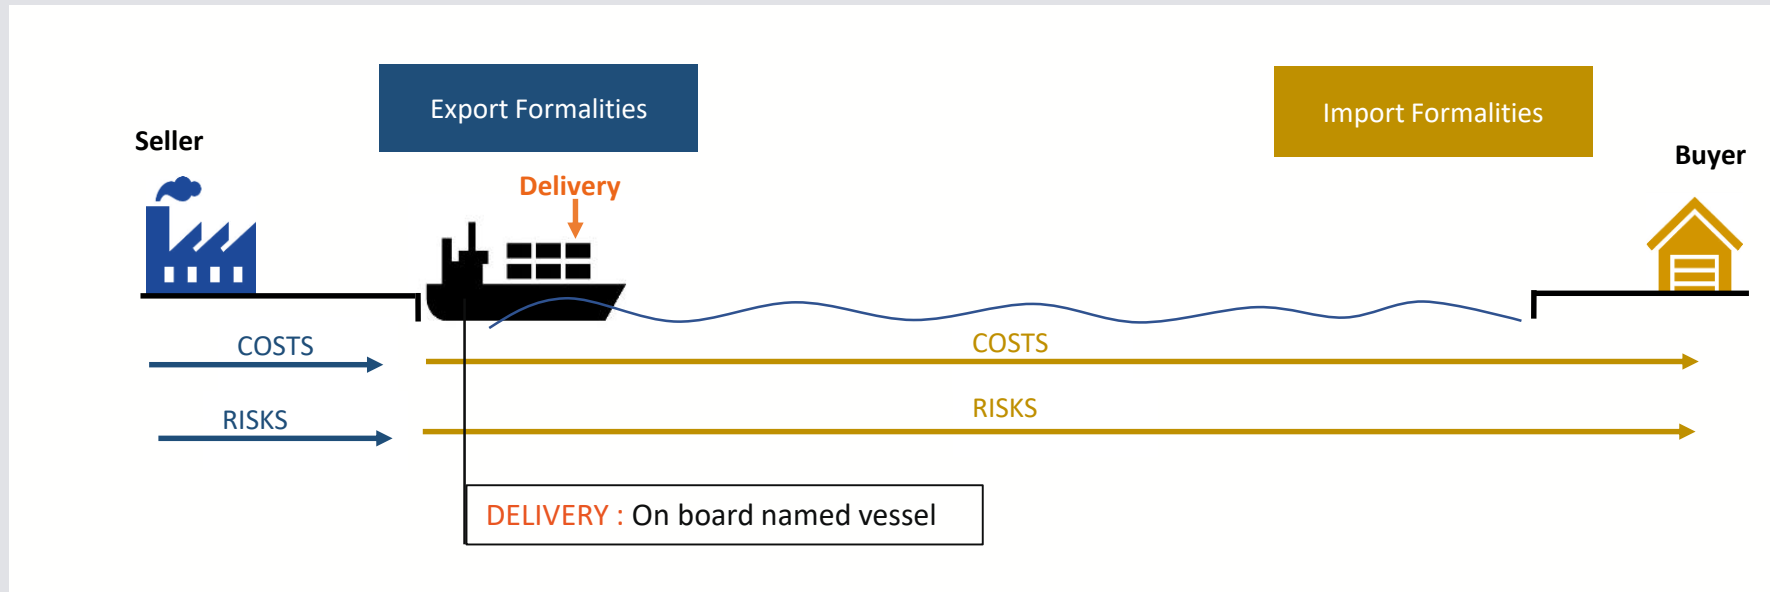 Export Formalities
Import Formalities
Seller
Buyer
Delivery
COSTS
COSTS
RISKS
RISKS
DELIVERY : On board named vessel